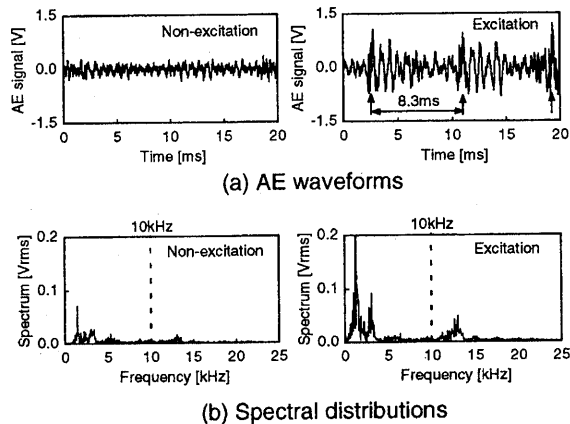 1.5
Non-excitation
AE signal [V]
0.0
-1.5
0 5 10 15 20
Time [ms]
1.5
Excitation
AE signal [V]
0.0
8.3ms
-1.5
0 5 10 15 20
Time [ms]
(a) AE waveforms
10kHz
0.2
Non-excitation
Spectrum [Vrms]
0.1
0.0
0 5 10 15 20 25
Frequency [kHz]
10kHz
0.2
Excitation
Spectrum [Vrms]
0.1
0.0
0 5 10 15 20 25
Frequency [kHz]
(b) Spectral distributions